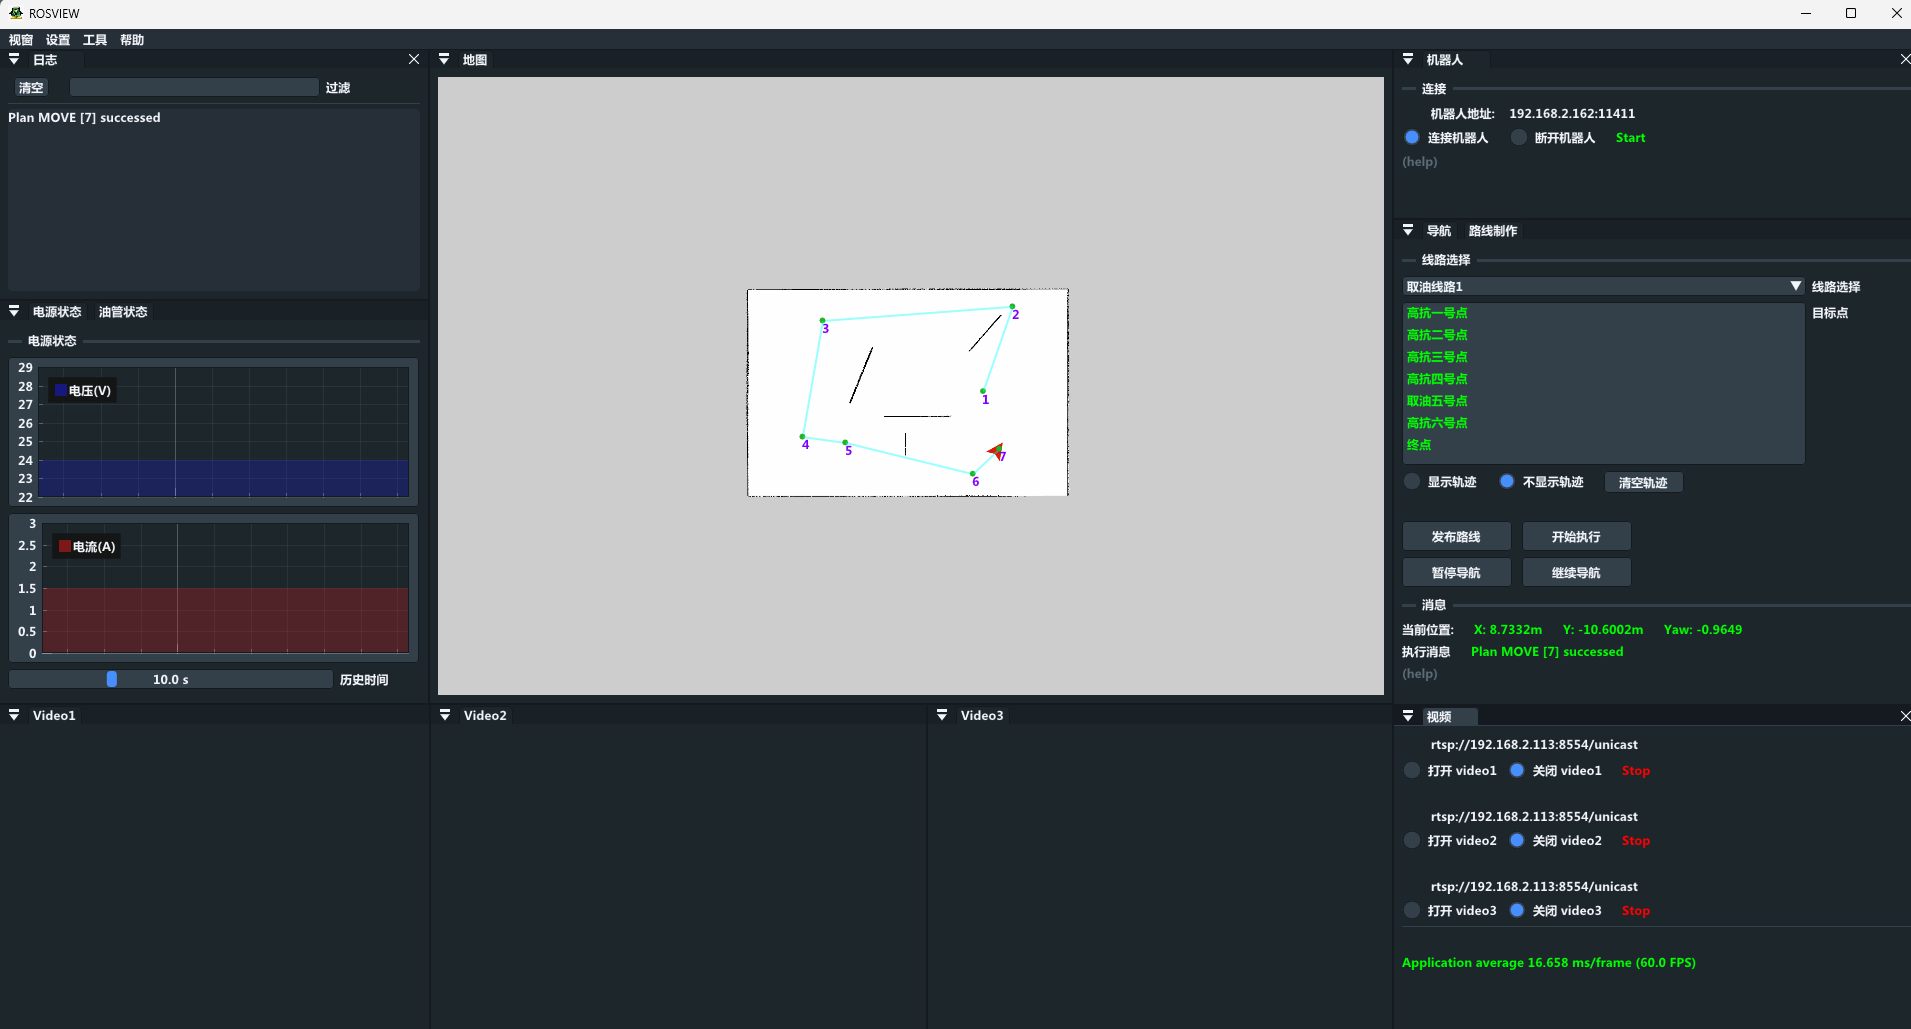 ROSVIEW
视窗 设置 工具 帮助
日志
清空 过滤
Plan MOVE [7] successed
电源状态 油管状态
电源状态
29
28
27
26
25
24
23
22
电压(V)
3
2.5
2
1.5
1
0.5
0
电流(A)
10.0 s 历史时间
地图
1
2
3
4
5
6
7
机器人
连接
机器人地址: 192.168.2.162:11411
连接机器人 断开机器人 Start
(help)
导航 路线制作
线路选择
取油线路1 线路选择
高抗一号点 目标点
高抗二号点
高抗三号点
高抗四号点
取油五号点
高抗六号点
终点
显示轨迹 不显示轨迹 清空轨迹
发布路线 开始执行
暂停导航 继续导航
消息
当前位置: X: 8.7332m Y: -10.6002m Yaw: -0.9649
执行消息 Plan MOVE [7] successed
(help)
Video1
Video2
Video3
视频
rtsp://192.168.2.113:8554/unicast
打开 video1 关闭 video1 Stop
rtsp://192.168.2.113:8554/unicast
打开 video2 关闭 video2 Stop
rtsp://192.168.2.113:8554/unicast
打开 video3 关闭 video3 Stop
Application average 16.658 ms/frame (60.0 FPS)